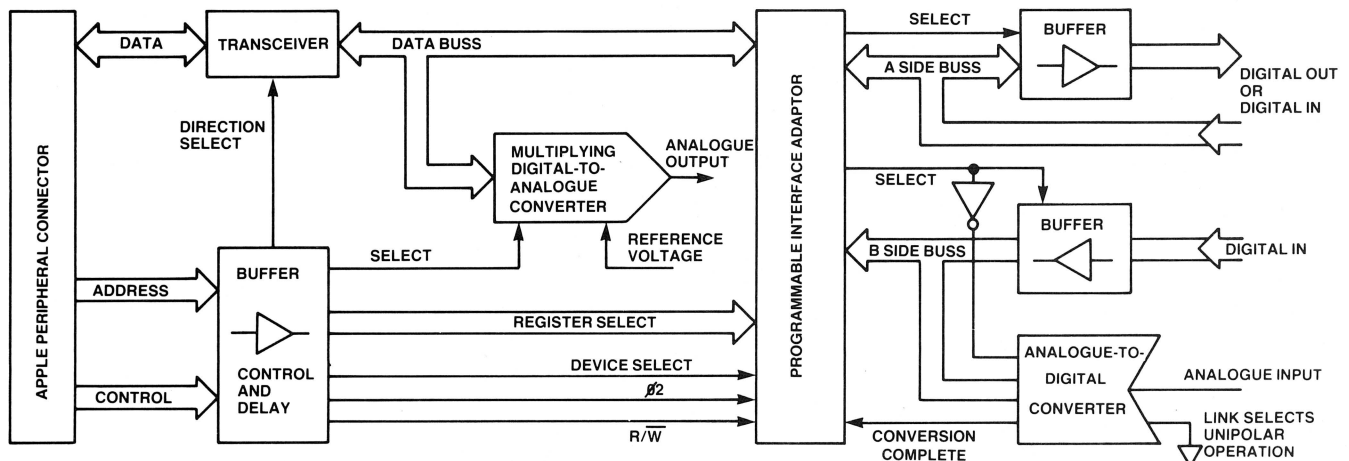 APPLE PERIPHERAL CONNECTOR
DATA
TRANSCEIVER
DATA BUSS
DIRECTION
SELECT
MULTIPLYING
DIGITAL-TO-
ANALOGUE
CONVERTER
ANALOGUE
OUTPUT
REFERENCE
VOLTAGE
SELECT
ADDRESS
CONTROL
BUFFER
CONTROL
AND
DELAY
REGISTER SELECT
DEVICE SELECT
Ø2
R/W̅
PROGRAMMABLE INTERFACE ADAPTOR
SELECT
BUFFER
A SIDE BUSS
DIGITAL OUT
OR
DIGITAL IN
SELECT
BUFFER
B SIDE BUSS
DIGITAL IN
ANALOGUE-TO-
DIGITAL
CONVERTER
ANALOGUE INPUT
CONVERSION
COMPLETE
LINK SELECTS
UNIPOLAR
OPERATION